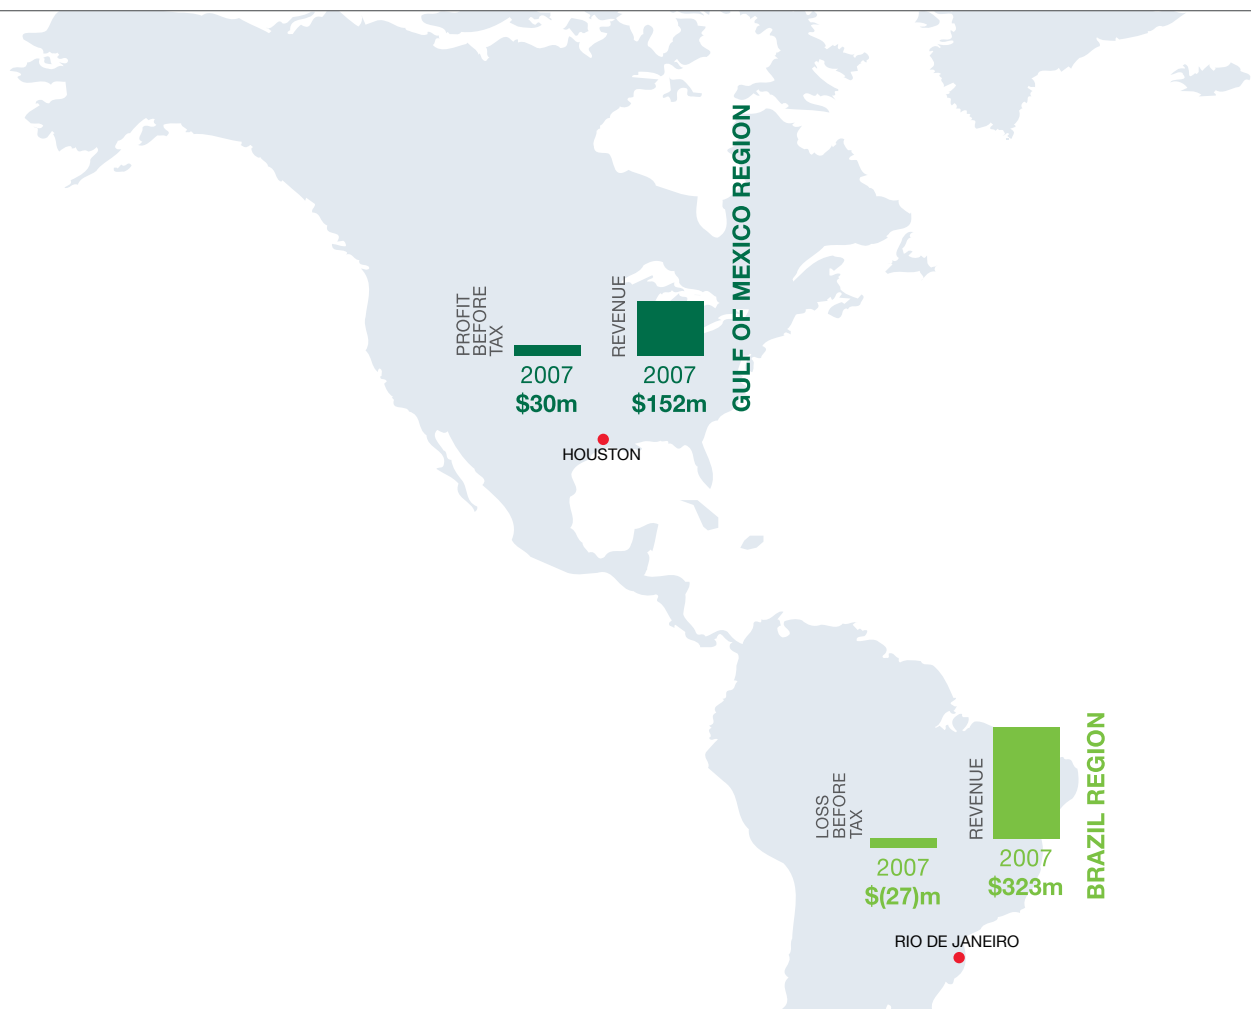 GULF OF MEXICO REGION
PROFIT
BEFORE
TAX
2007
$30m
REVENUE
2007
$152m
HOUSTON
BRAZIL REGION
LOSS
BEFORE
TAX
2007
$(27)m
REVENUE
2007
$323m
RIO DE JANEIRO